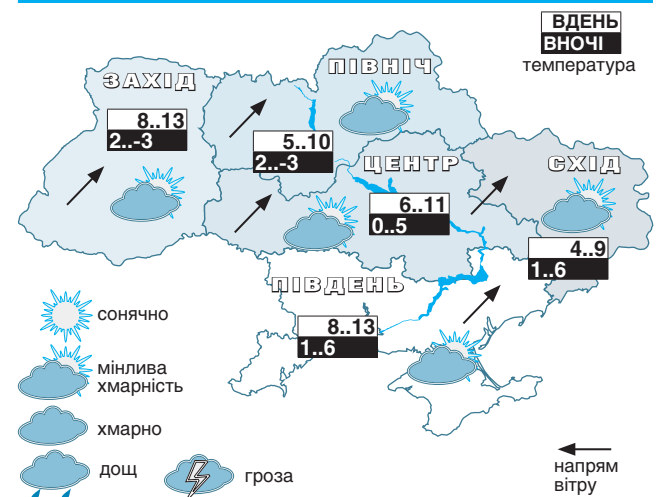 ВДЕНЬ
ВНОЧІ
температура
ПІВНІЧ
ЗАХІД
8..13
2..-3
5..10
2..-3
ЦЕНТР
СХІД
6..11
0..5
4..9
1..6
ПІВДЕНЬ
8..13
1..6
сонячно
мінлива
хмарність
хмарно
дощ
гроза
напрям
вітру